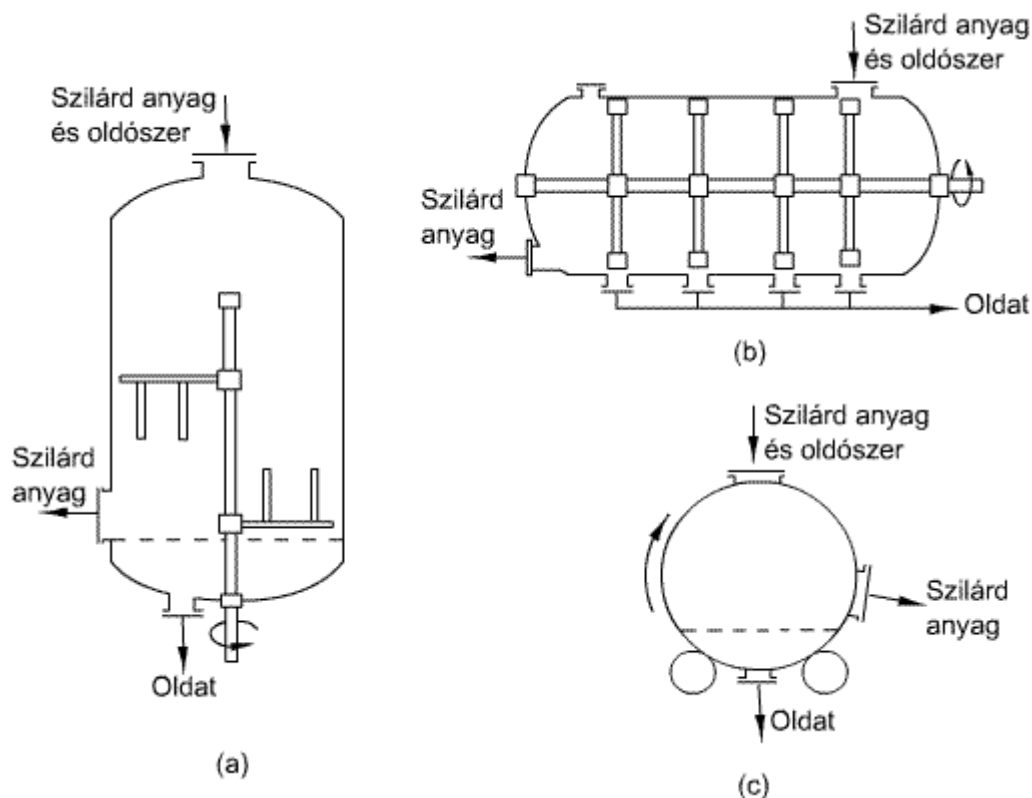 Szilárd anyag
és oldószer
Szilárd
anyag
Oldat
(a)
Szilárd anyag
és oldószer
Szilárd
anyag
Oldat
(b)
Szilárd anyag
és oldószer
Szilárd
anyag
Oldat
(c)